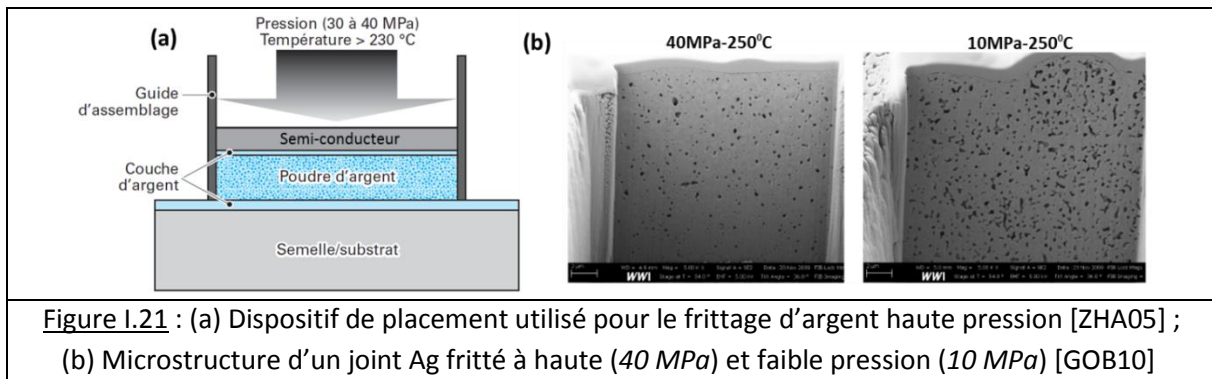 (a)
Pression (30 à 40 MPa)
Température > 230 °C
Guide
d'assemblage
Semi-conducteur
Couche
d'argent
Poudre d'argent
Semelle/substrat
(b)
40MPa-250⁰C
10MPa-250⁰C
WWI
WWI
Figure I.21 : (a) Dispositif de placement utilisé pour le frittage d'argent haute pression [ZHA05] ;
(b) Microstructure d'un joint Ag fritté à haute (40 MPa) et faible pression (10 MPa) [GOB10]